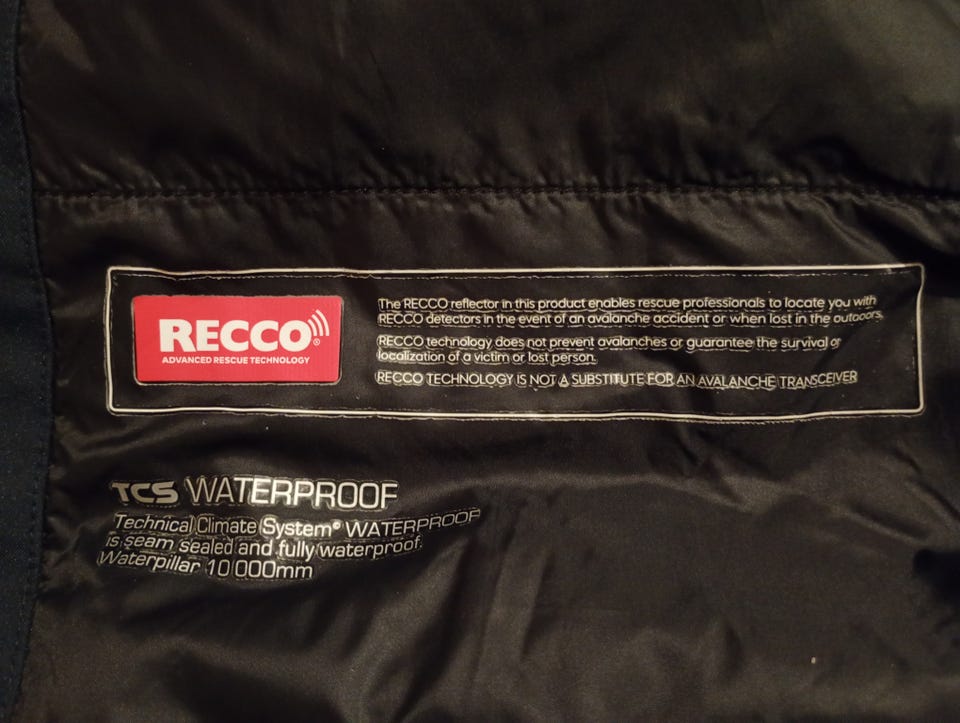 RECCO®
ADVANCED RESCUE TECHNOLOGY
The RECCO reflector in this product enables rescue professionals to locate you with
RECCO detectors in the event of an avalanche accident or when lost in the outdoors.
RECCO technology does not prevent avalanches or guarantee the survival or
localization of a victim or lost person.
RECCO TECHNOLOGY IS NOT A SUBSTITUTE FOR AN AVALANCHE TRANSCEIVER
TCS WATERPROOF
Technical Climate System® WATERPROOF
is seam sealed and fully waterproof.
Waterpillar 10 000mm